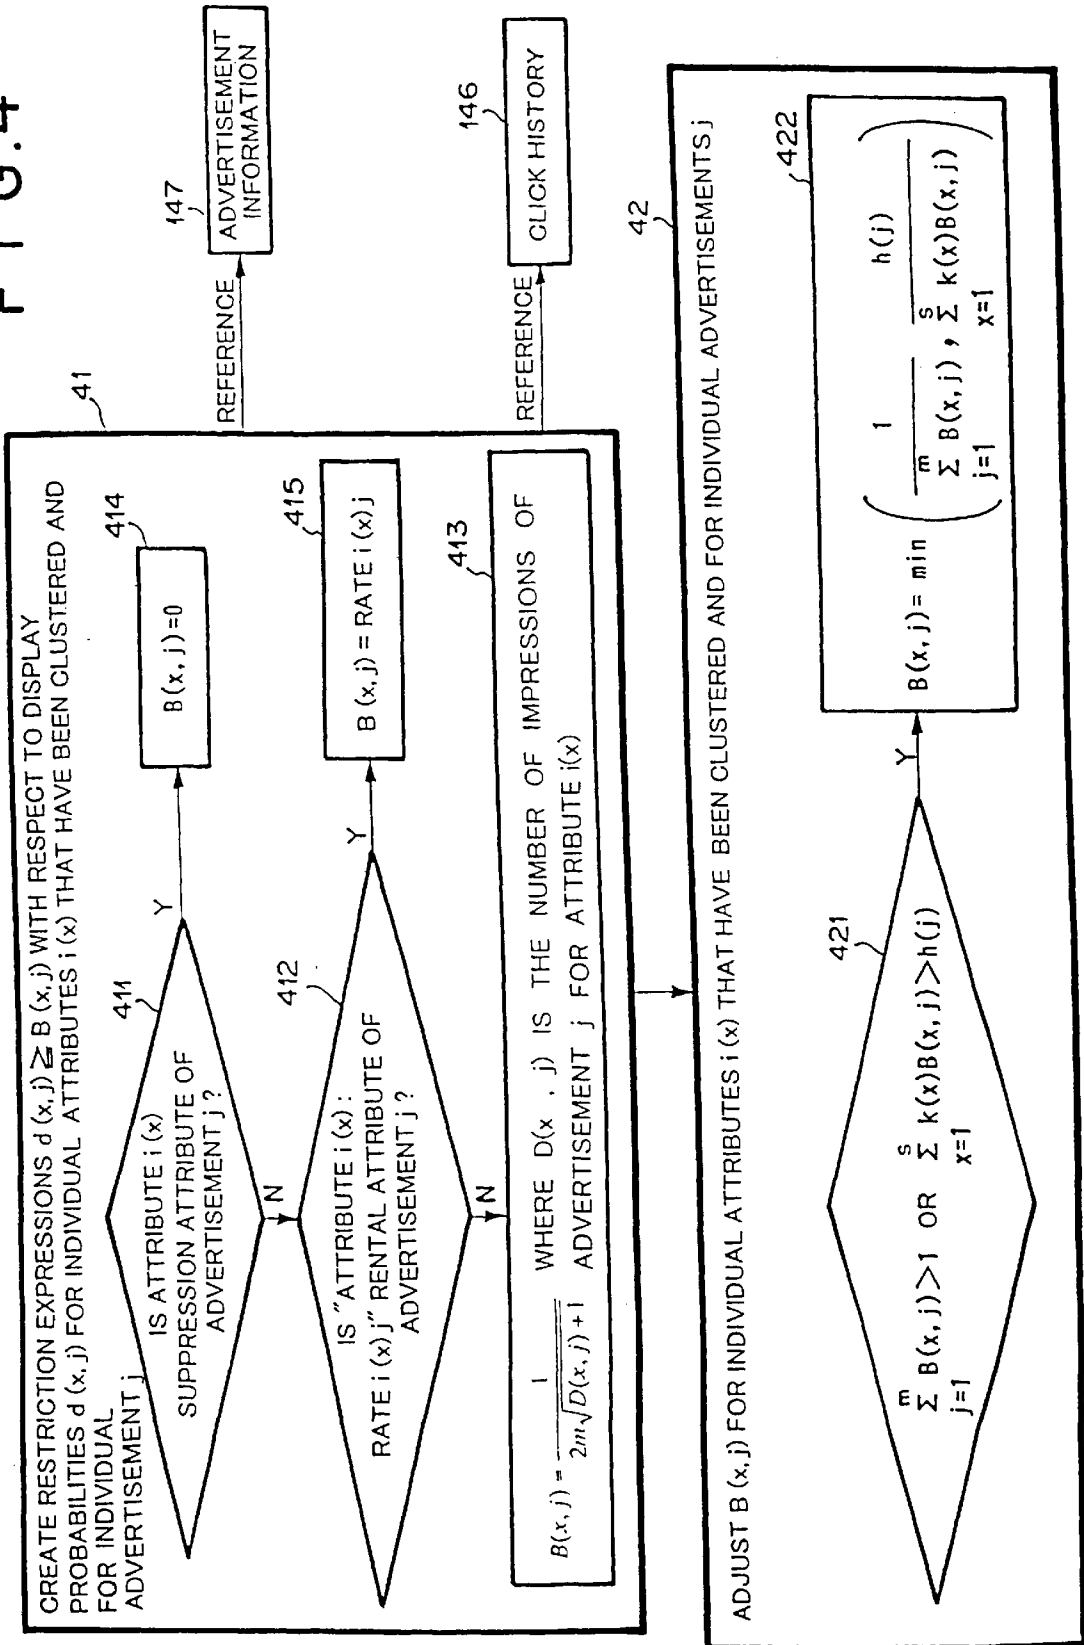 FIG.4
41
CREATE RESTRICTION EXPRESSIONS d(x,j) ≧ B(x,j) WITH RESPECT TO DISPLAY
PROBABILITIES d(x,j) FOR INDIVIDUAL ATTRIBUTES i(x) THAT HAVE BEEN CLUSTERED AND
FOR INDIVIDUAL
ADVERTISEMENT j
411
IS ATTRIBUTE i(x)
SUPPRESSION ATTRIBUTE OF
ADVERTISEMENT j?
Y
414
B(x,j)=0
N
412
IS "ATTRIBUTE i(x):
RATE i(x)j" RENTAL ATTRIBUTE OF
ADVERTISEMENT j?
Y
415
B(x,j) = RATE i(x)j
N
413
B(x,j) = 1 / (2m√D(x,j) + 1) WHERE D(x , j) IS THE NUMBER OF IMPRESSIONS OF
ADVERTISEMENT j FOR ATTRIBUTE i(x)
REFERENCE
147
ADVERTISEMENT
INFORMATION
REFERENCE
146
CLICK HISTORY
42
ADJUST B(x,j) FOR INDIVIDUAL ATTRIBUTES i(x) THAT HAVE BEEN CLUSTERED AND FOR INDIVIDUAL ADVERTISEMENTS j
421
m s
Σ B(x,j)>1 OR Σ k(x)B(x,j)>h(j)
j=1 x=1
Y
422
1 h(j)
B(x,j)= min
m s
Σ B(x,j) , Σ k(x)B(x,j)
j=1 x=1